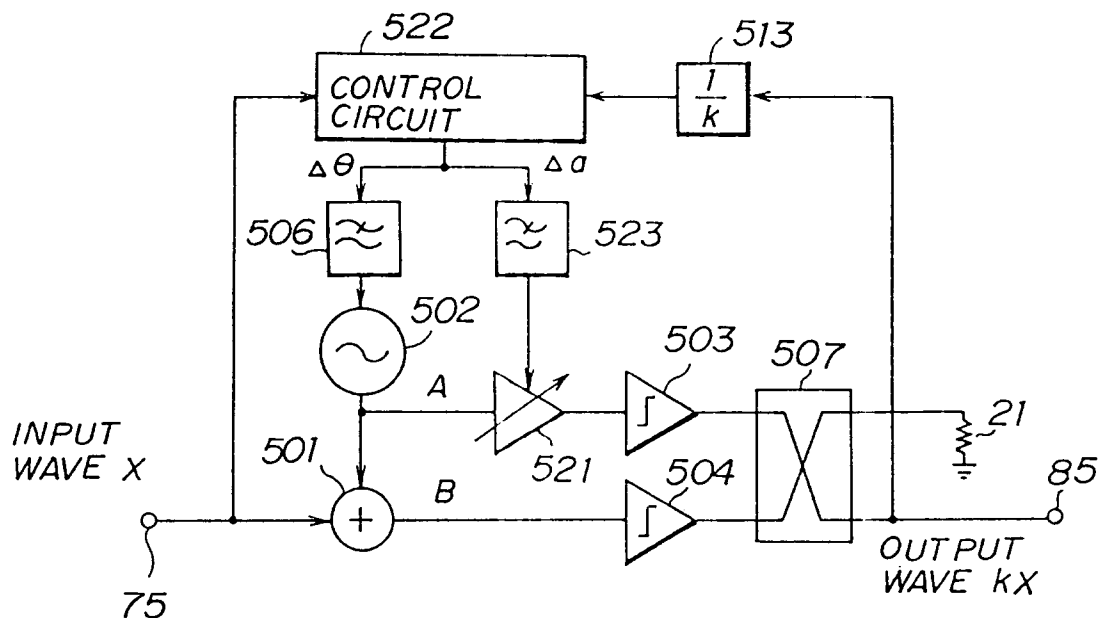 522
513
CONTROL
CIRCUIT
1
k
Δθ
Δa
506
523
502
503
507
A
21
INPUT
WAVE X
501
521
504
85
B
+
OUTPUT
WAVE kX
75